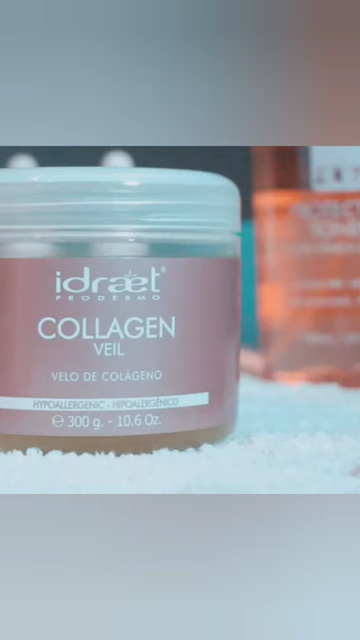 idraet®
PRODERMO
COLLAGEN
VEIL
VELO DE COLÁGENO
HYPOALLERGENIC - HIPOALERGÉNICO
℮ 300 g. - 10.6 Oz.